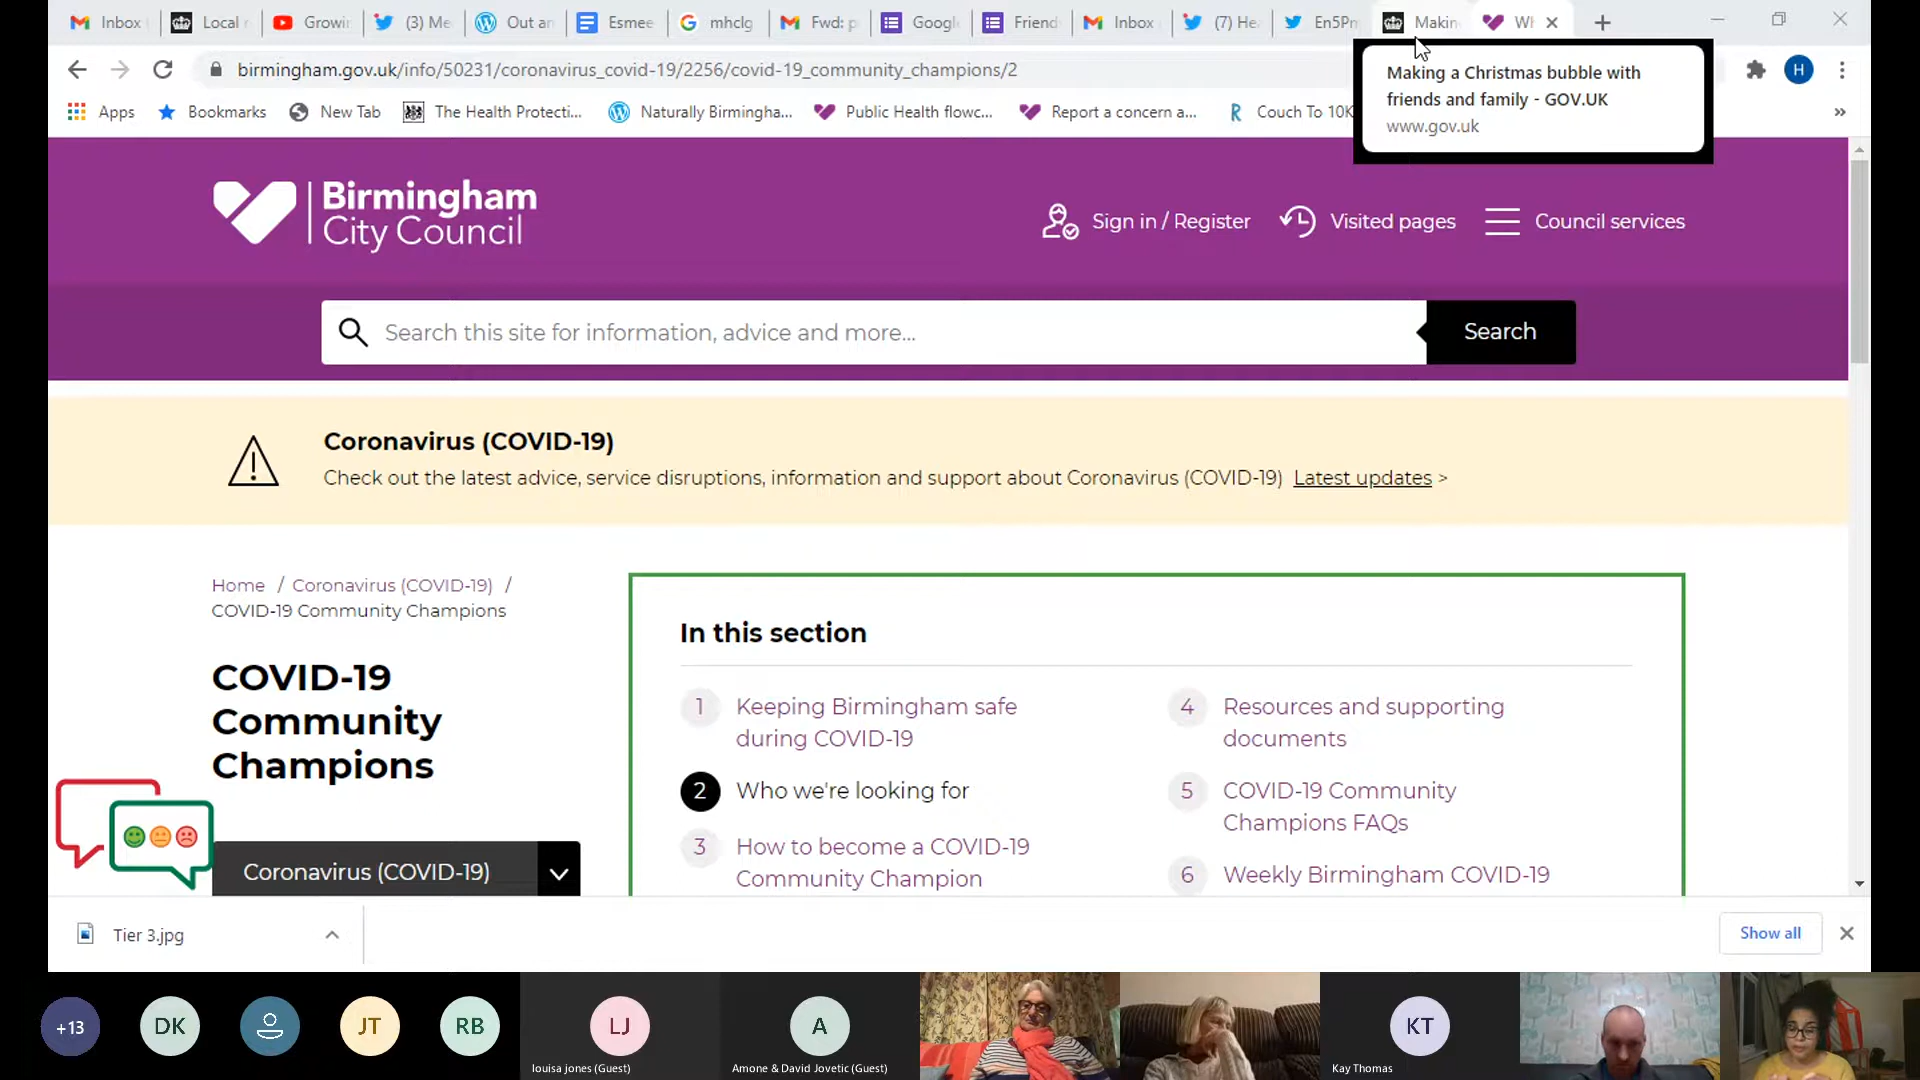 Inbox
Local r
Growin
(3) Me
Out an
Esmee
mhclg
Fwd: p
Google
Friend
Inbox
(7) He
En5Pm
Makin
Wh
birmingham.gov.uk/info/50231/coronavirus_covid-19/2256/covid-19_community_champions/2
H
Making a Christmas bubble with
friends and family - GOV.UK
www.gov.uk
Apps
Bookmarks
New Tab
The Health Protecti...
Naturally Birmingha...
Public Health flowc...
Report a concern a...
Couch To 10K
»
Birmingham
City Council
Sign in / Register
Visited pages
Council services
Search this site for information, advice and more...
Search
Coronavirus (COVID-19)
Check out the latest advice, service disruptions, information and support about Coronavirus (COVID-19) Latest updates >
Home / Coronavirus (COVID-19) /
COVID-19 Community Champions
COVID-19
Community
Champions
Coronavirus (COVID-19)
In this section
1 Keeping Birmingham safe
during COVID-19
2 Who we're looking for
3 How to become a COVID-19
Community Champion
4 Resources and supporting
documents
5 COVID-19 Community
Champions FAQs
6 Weekly Birmingham COVID-19
Tier 3.jpg
Show all
+13
DK
JT
RB
LJ
louisa jones (Guest)
A
Amone & David Jovetic (Guest)
KT
Kay Thomas